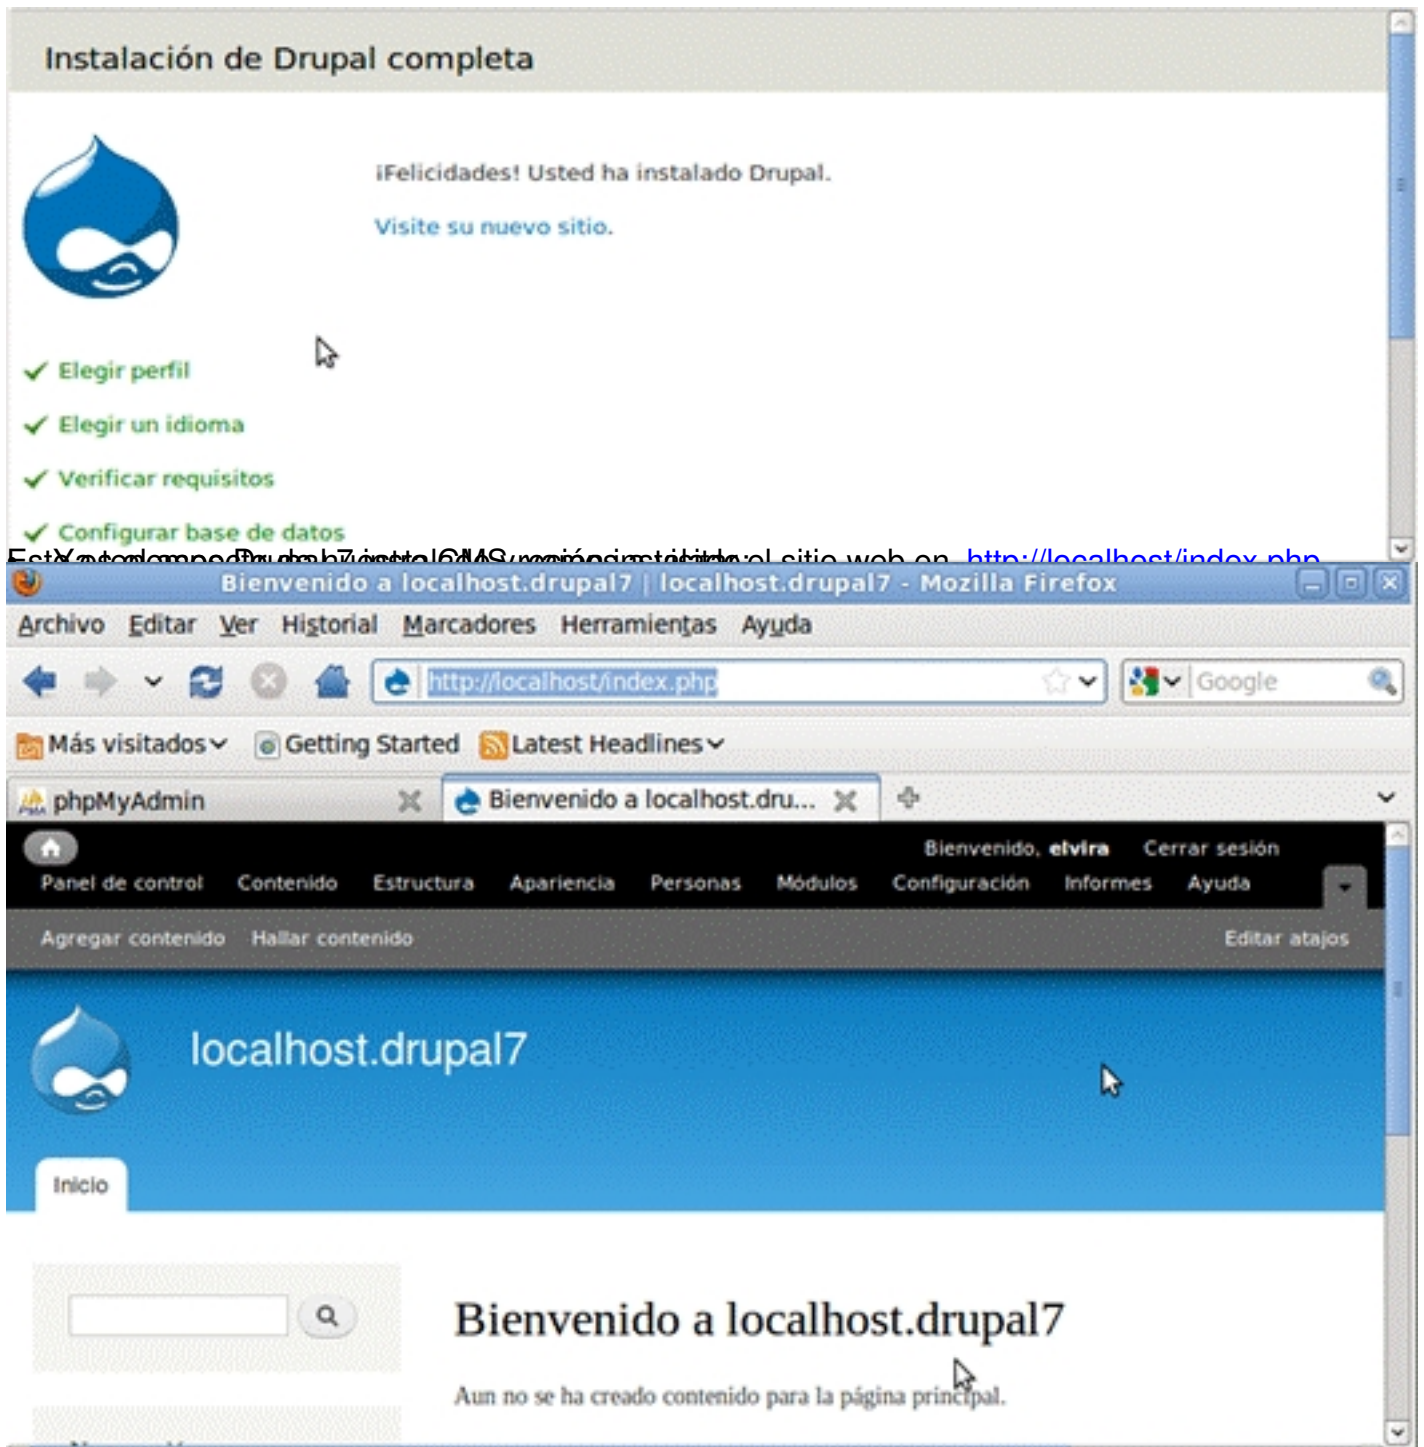 Instalación de Drupal completa
¡Felicidades! Usted ha instalado Drupal.
Visite su nuevo sitio.
Elegir perfil
Elegir un idioma
Verificar requisitos
Configurar base de datos
el sitio web en http://localhost/index.php
Bienvenido a localhost.drupal7 | localhost.drupal7 - Mozilla Firefox
Archivo Editar Ver Historial Marcadores Herramientas Ayuda
http://localhost/index.php Google
Más visitados Getting Started Latest Headlines
phpMyAdmin Bienvenido a localhost.dru...
Bienvenido, elvira Cerrar sesión
Panel de control Contenido Estructura Apariencia Personas Módulos Configuración Informes Ayuda
Agregar contenido Hallar contenido Editar atajos
localhost.drupal7
Inicio
Bienvenido a localhost.drupal7
Aun no se ha creado contenido para la página principal.